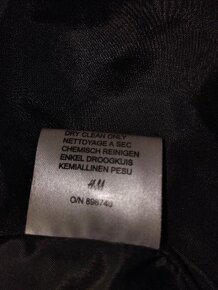 DRY CLEAN ONLY
NETTOYAGE A SEC
CHEMISCH REINIGEN
ENKEL DROOGKUIS
KEMIALLINEN PESU
H&M
O/N 898740